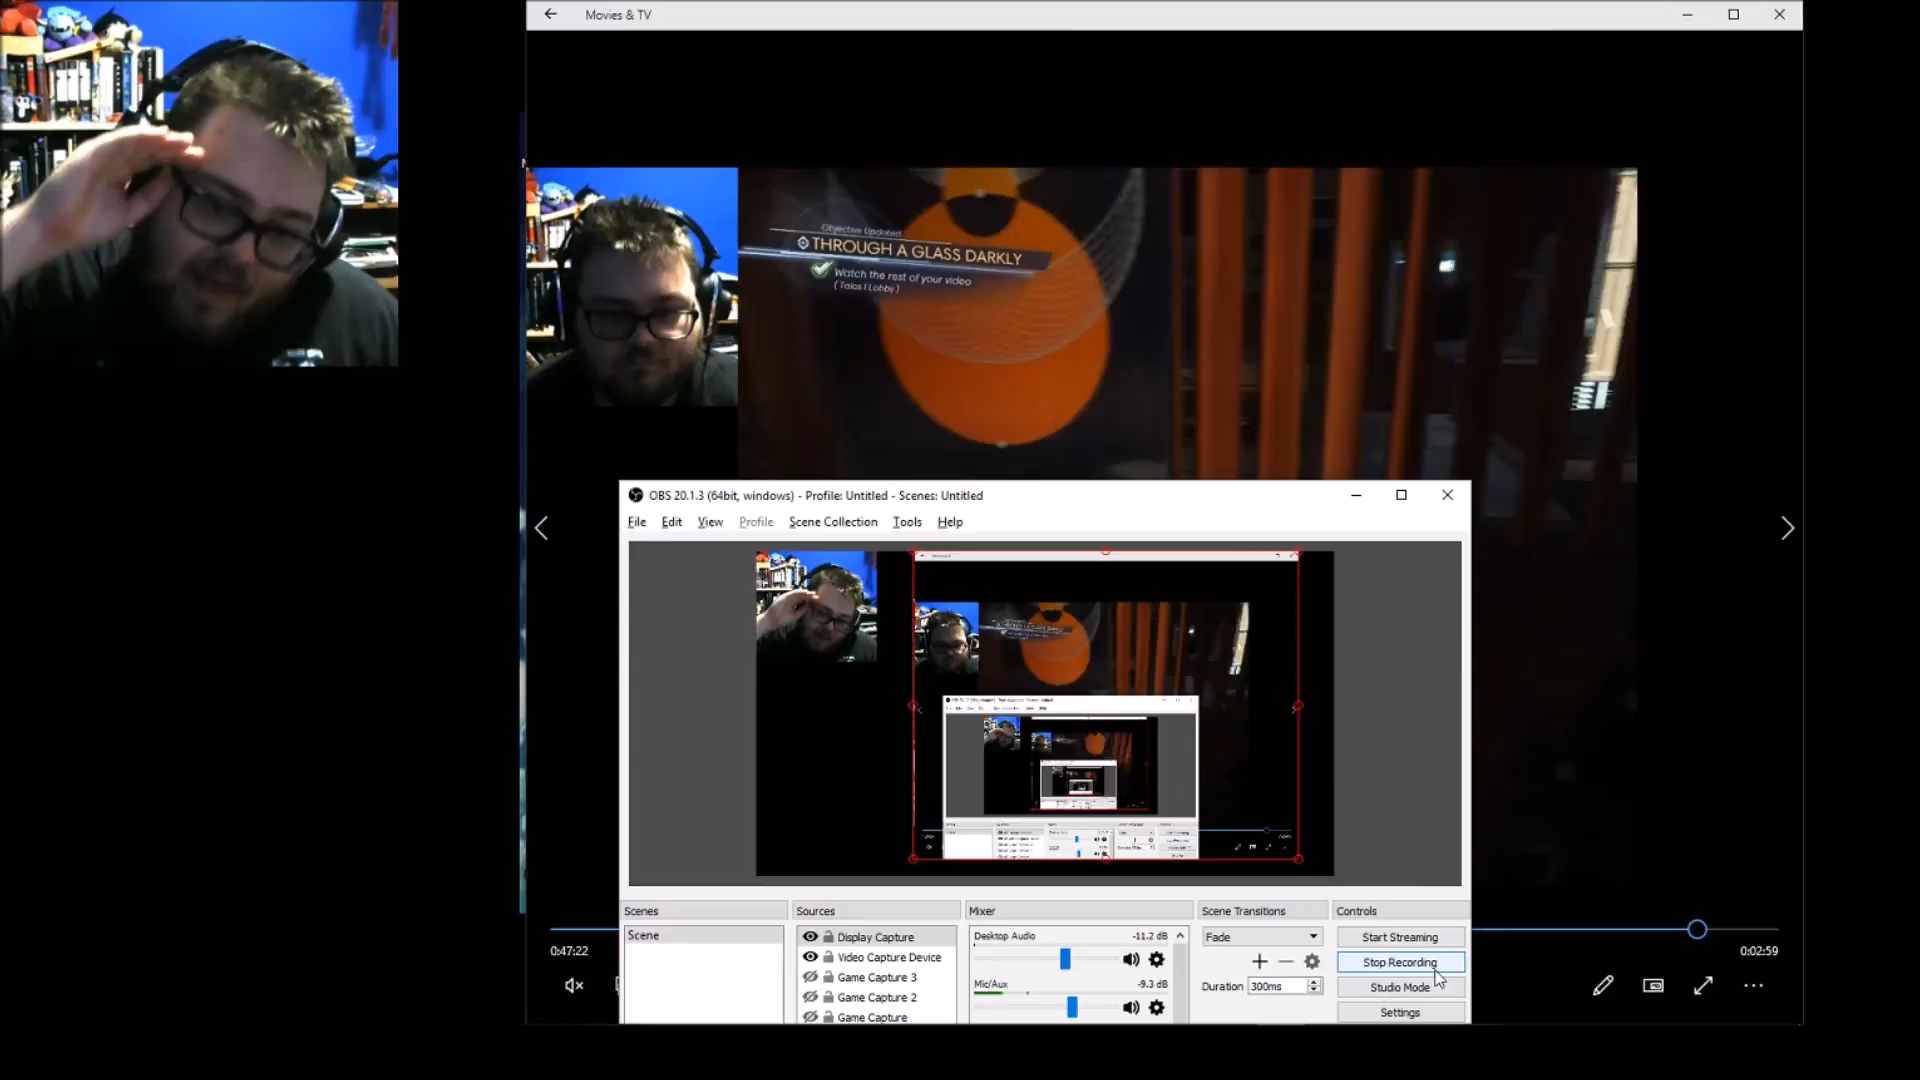 Movies & TV
Objective Updated
THROUGH A GLASS DARKLY
Watch the rest of your video
(Talos I Lobby)
OBS 20.1.3 (64bit, windows) - Profile: Untitled - Scenes: Untitled
File Edit View Profile Scene Collection Tools Help
Scenes Sources Mixer Scene Transitions Controls
Scene
Display Capture
Video Capture Device
Game Capture 3
Game Capture 2
Game Capture
Desktop Audio -11.2 dB
Mic/Aux -9.3 dB
Fade
Duration 300ms
Start Streaming
Stop Recording
Studio Mode
Settings
0:47:22
0:02:59